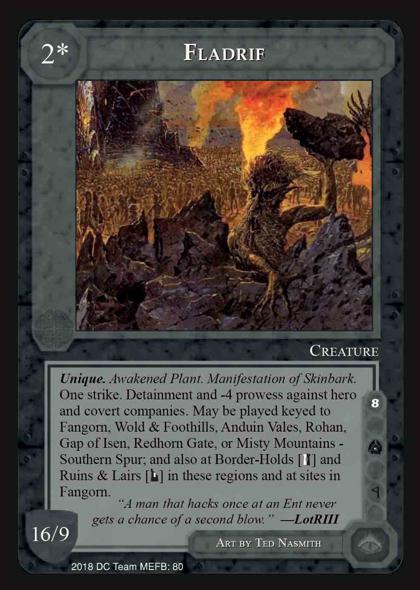 2*
FLADRIF
CREATURE
Unique. Awakened Plant. Manifestation of Skinbark.
One strike. Detainment and -4 prowess against hero
and covert companies. May be played keyed to
Fangorn, Wold & Foothills, Anduin Vales, Rohan,
Gap of Isen, Redhorn Gate, or Misty Mountains -
Southern Spur; and also at Border-Holds [] and
Ruins & Lairs [] in these regions and at sites in
Fangorn.
8
“A man that hacks once at an Ent never
gets a chance of a second blow.” —LotRIII
16/9
ART BY TED NASMITH
2018 DC Team MEFB: 80